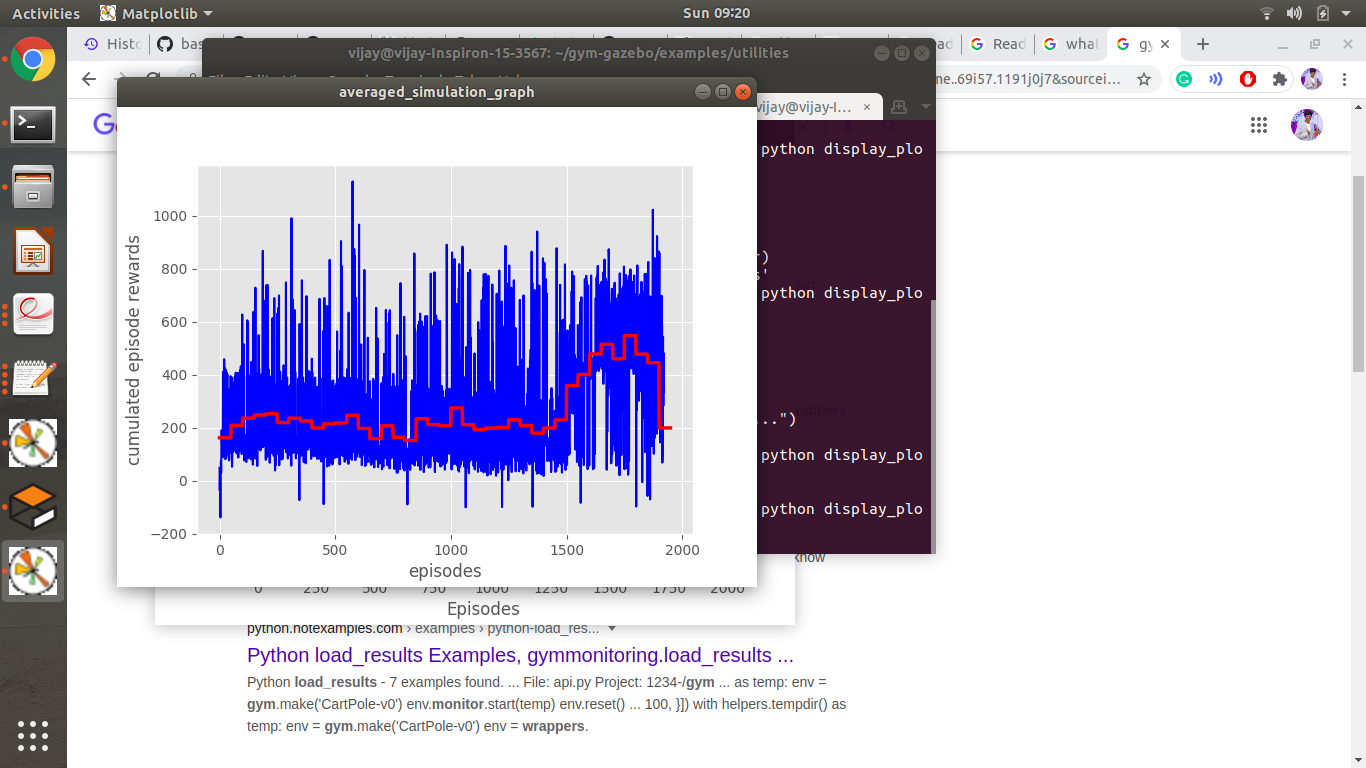 Activities
Matplotlib
Sun 09:20
Histo
bas
Read
what
gy
vijay@vijay-Inspiron-15-3567: ~/gym-gazebo/examples/utilities
me..69i57.1191j0j7&sourcei...
averaged_simulation_graph
vijay@vijay-I...
python display_plo
1000
800
600
400
200
0
−200
cumulated episode rewards
0
500
1000
1500
2000
episodes
)
s'
python display_plo
..")
python display_plo
python display_plo
know
0
250
500
750
1000
1250
1500
1750
2000
Episodes
python.hotexamples.com › examples › python-load_res...
Python load_results Examples, gymmonitoring.load_results ...
Python load_results - 7 examples found. ... File: api.py Project: 1234-/gym ... as temp: env =
gym.make('CartPole-v0') env.monitor.start(temp) env.reset() ... 100, }]) with helpers.tempdir() as
temp: env = gym.make('CartPole-v0') env = wrappers.